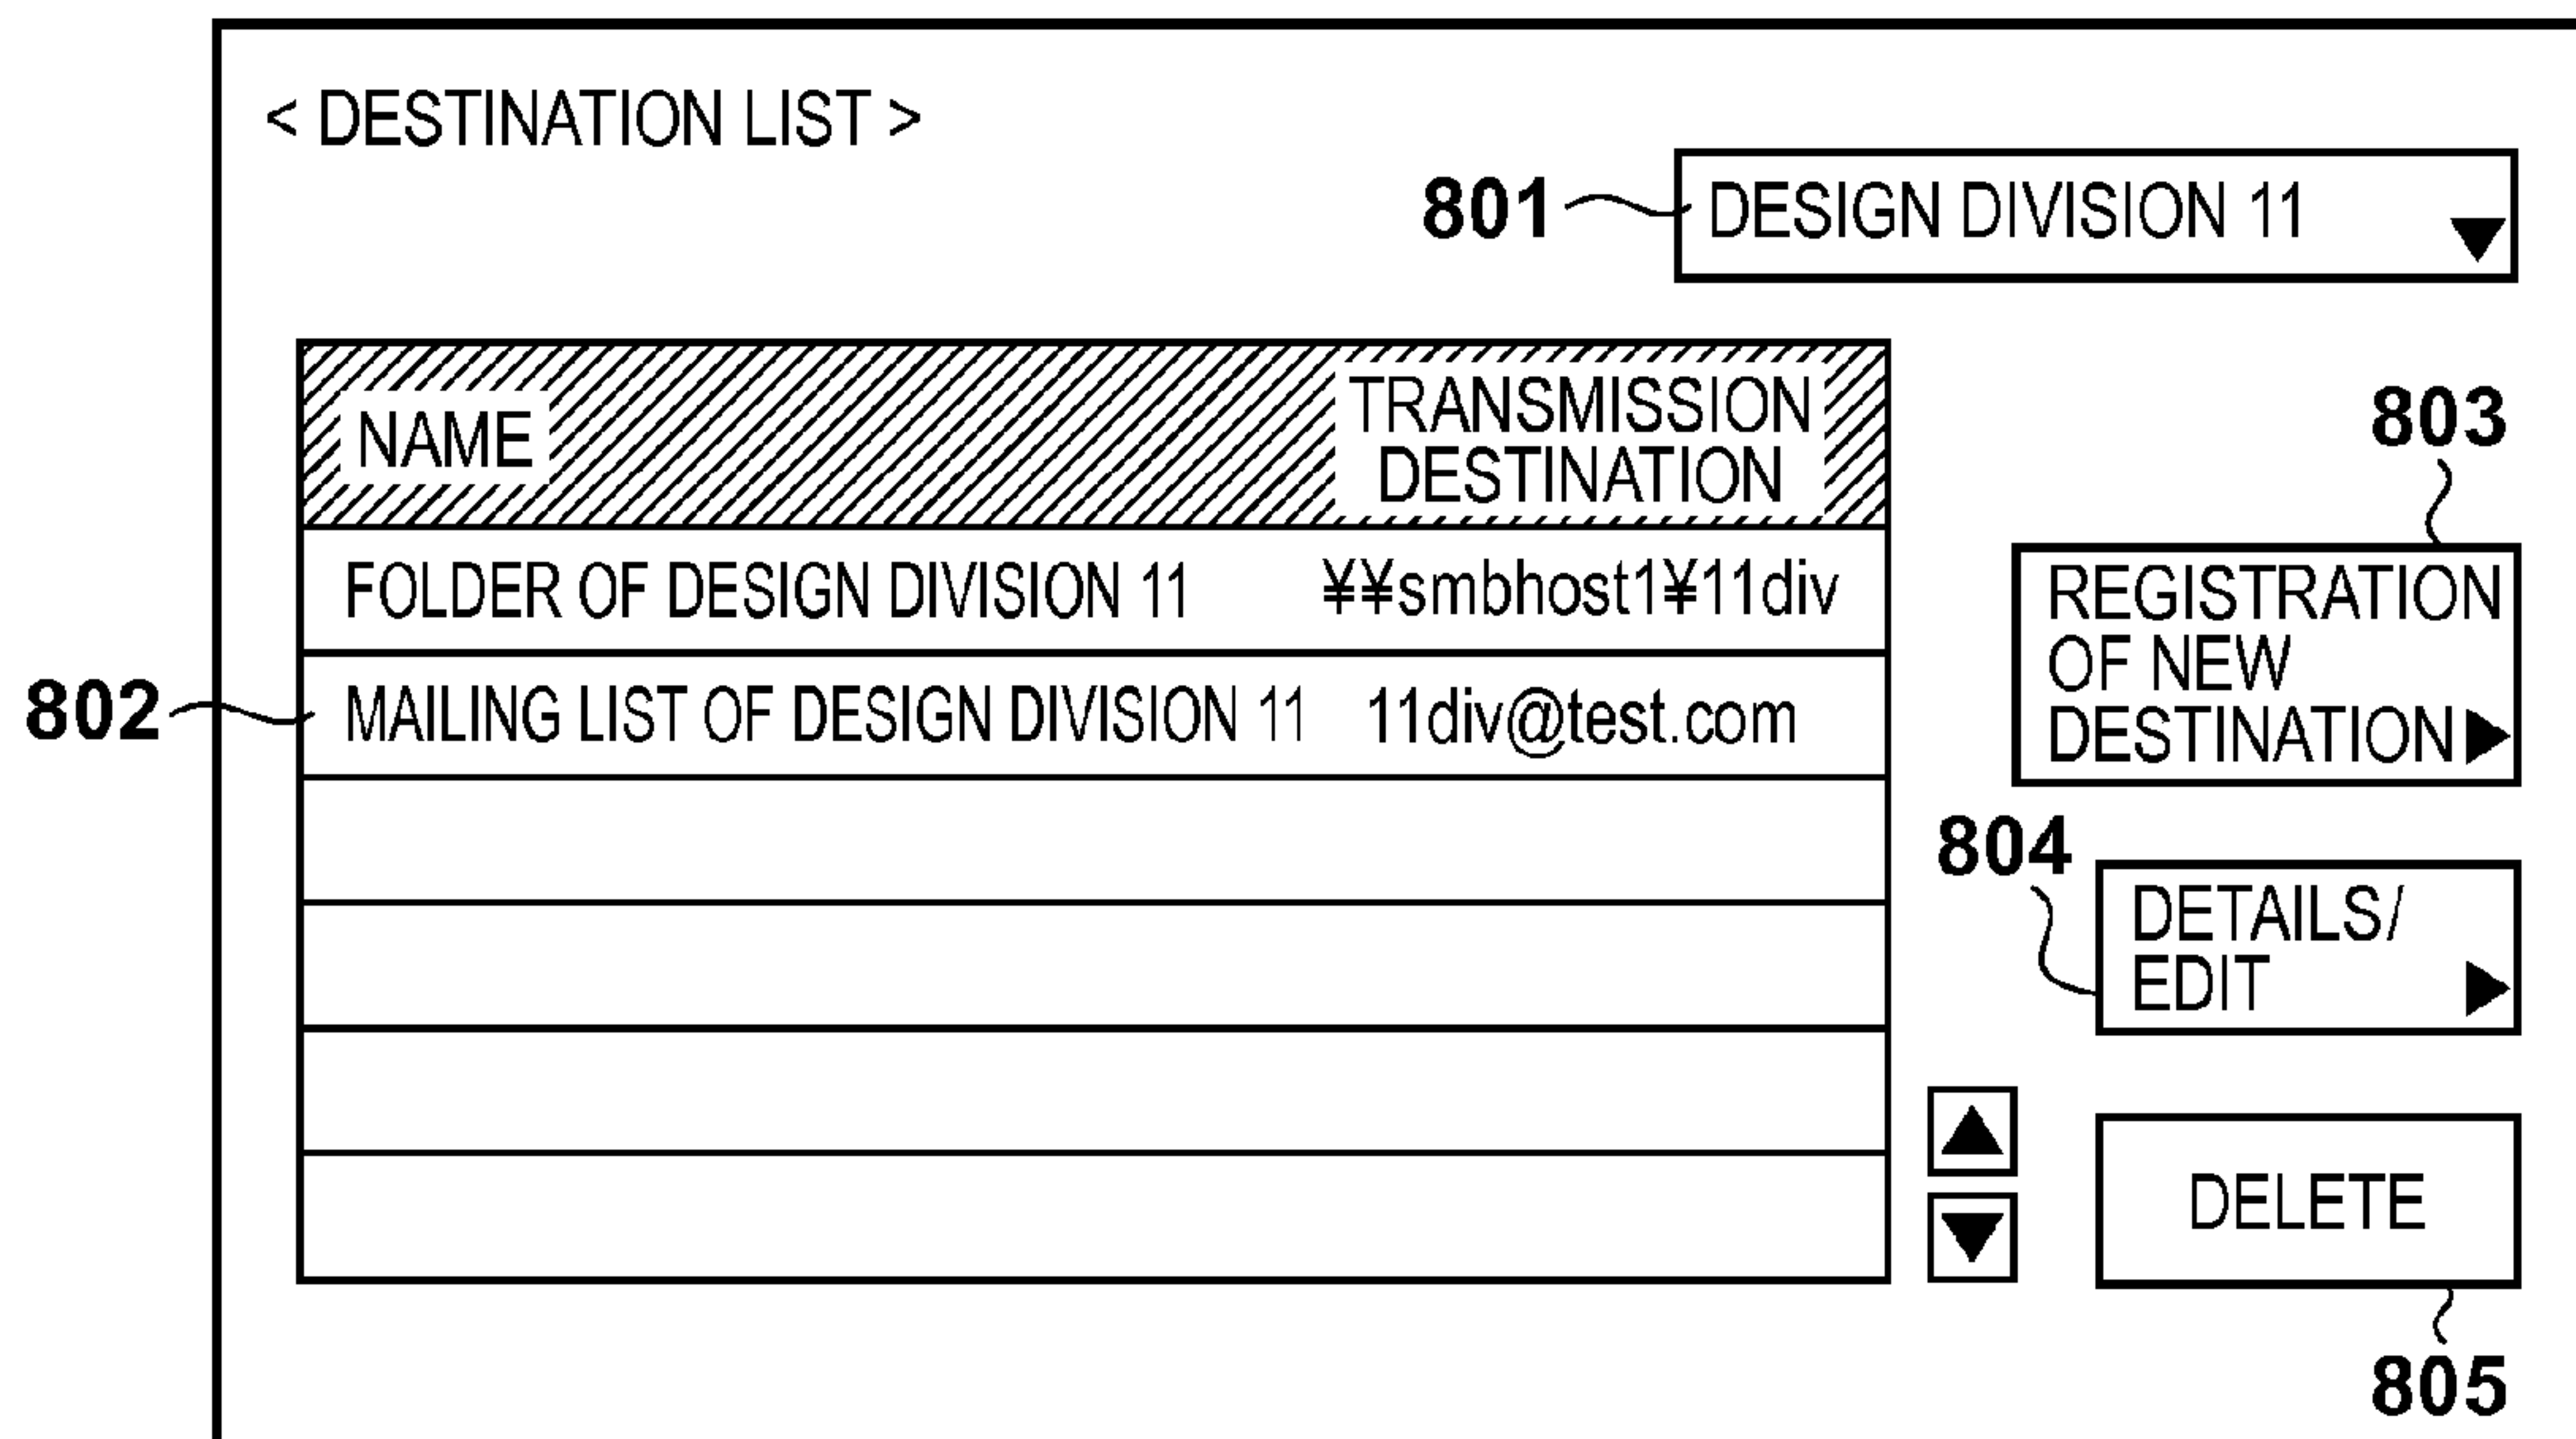 < DESTINATION LIST >
801
DESIGN DIVISION 11
NAME
TRANSMISSION
DESTINATION
803
FOLDER OF DESIGN DIVISION 11 ¥¥smbhost1¥11div
REGISTRATION
OF NEW
DESTINATION
802
MAILING LIST OF DESIGN DIVISION 11 11div@test.com
804
DETAILS/
EDIT
DELETE
805